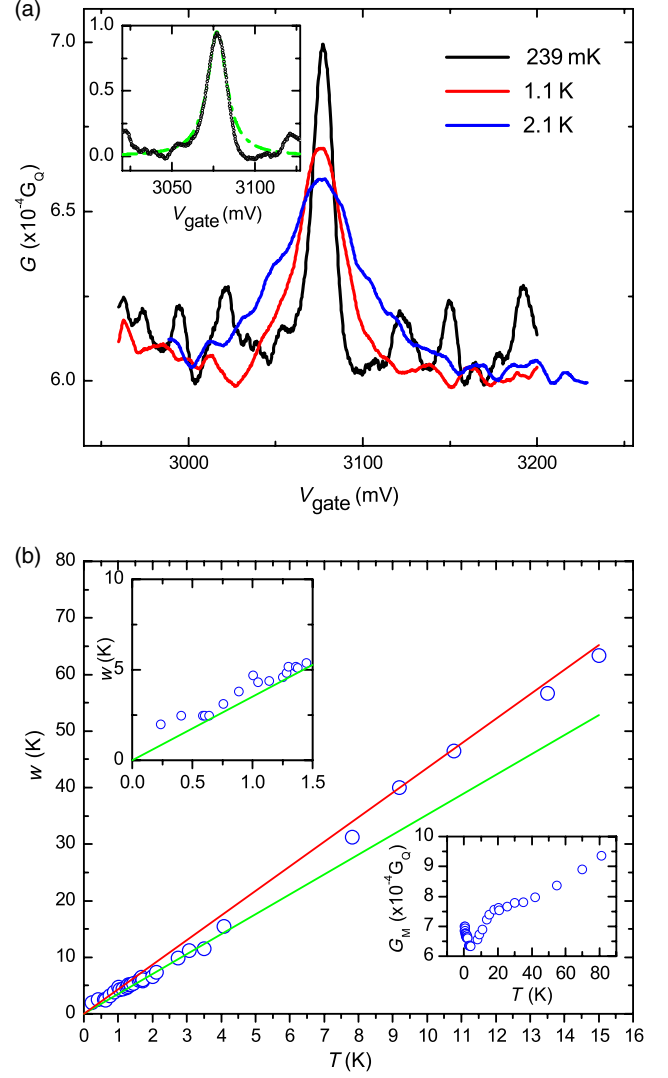 (a)
7.0
6.5
6.0
G (x10⁻⁴G_Q)
3000 3100 3200
V_gate (mV)
239 mK
1.1 K
2.1 K
1.0
0.5
0.0
3050 3100
V_gate (mV)
(b)
80
70
60
50
40
30
20
10
0
w (K)
0 1 2 3 4 5 6 7 8 9 10 11 12 13 14 15 16
T (K)
10
5
0
w (K)
0.0 0.5 1.0 1.5
10
9
8
7
6
G_M (x10⁻⁴G_Q)
0 20 40 60 80
T (K)